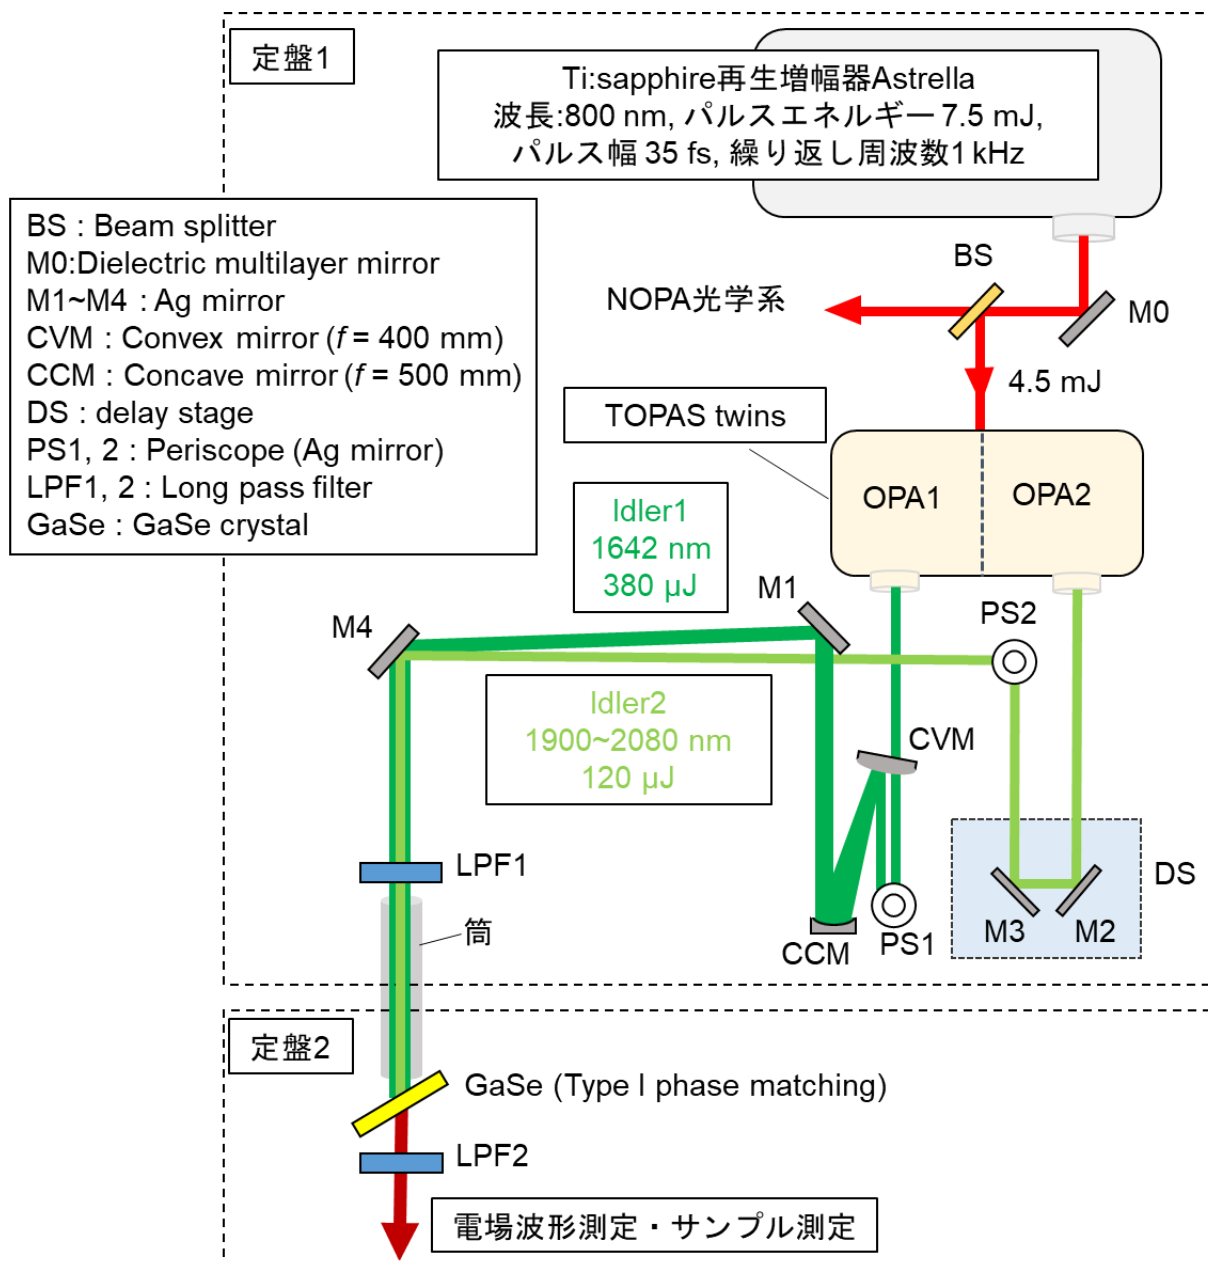 定盤1
Ti:sapphire再生増幅器Astrella
波長:800 nm, パルスエネルギー 7.5 mJ,
パルス幅 35 fs, 繰り返し周波数1 kHz
BS : Beam splitter
M0:Dielectric multilayer mirror
M1~M4 : Ag mirror
CVM : Convex mirror (f = 400 mm)
CCM : Concave mirror (f = 500 mm)
DS : delay stage
PS1, 2 : Periscope (Ag mirror)
LPF1, 2 : Long pass filter
GaSe : GaSe crystal
BS
NOPA光学系
M0
4.5 mJ
TOPAS twins
OPA1
OPA2
Idler1
1642 nm
380 μJ
M1
M4
PS2
Idler2
1900~2080 nm
120 μJ
CVM
LPF1
DS
筒
CCM
PS1
M3
M2
定盤2
GaSe (Type I phase matching)
LPF2
電場波形測定・サンプル測定